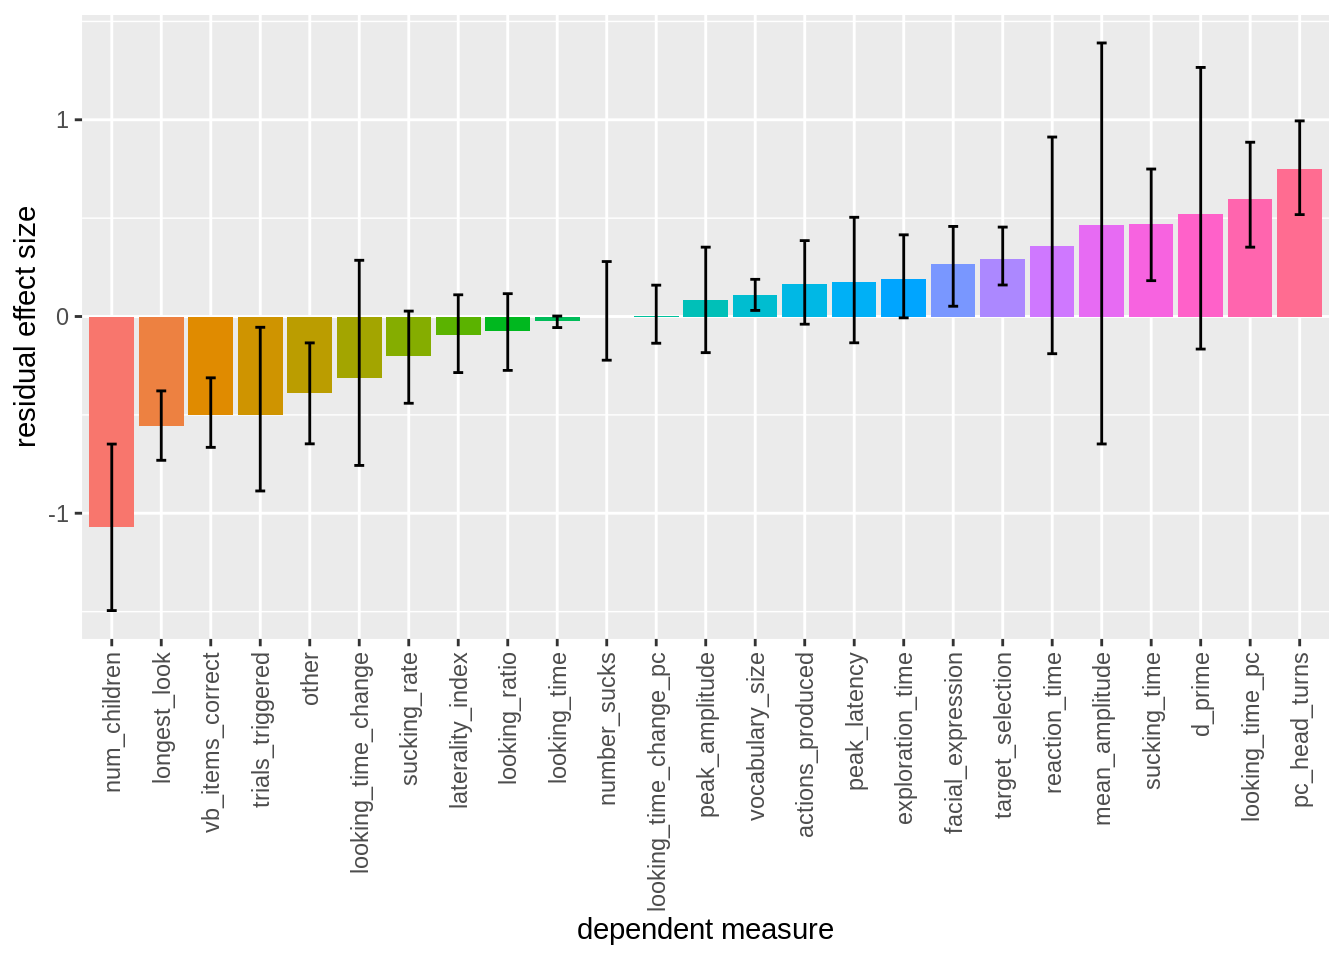 residual effect size
1
0
-1
num_children
longest_look
vb_items_correct
trials_triggered
other
looking_time_change
sucking_rate
laterality_index
looking_ratio
looking_time
number_sucks
looking_time_change_pc
peak_amplitude
vocabulary_size
actions_produced
peak_latency
exploration_time
facial_expression
target_selection
reaction_time
mean_amplitude
sucking_time
d_prime
looking_time_pc
pc_head_turns
dependent measure